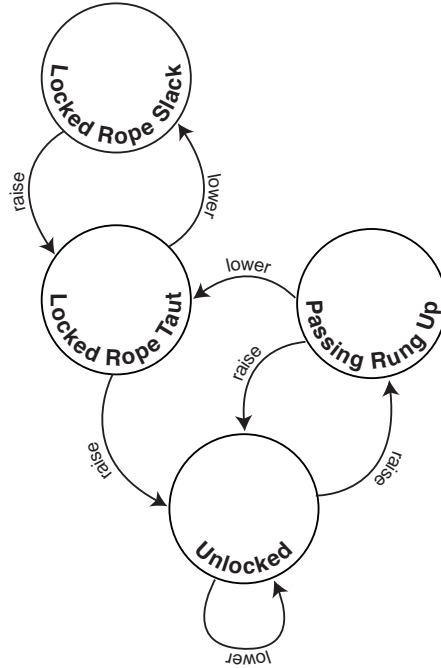 Locked Rope Slack
raise
lower
Locked Rope Taut
lower
Passing Rung Up
raise
raise
raise
Unlocked
lower